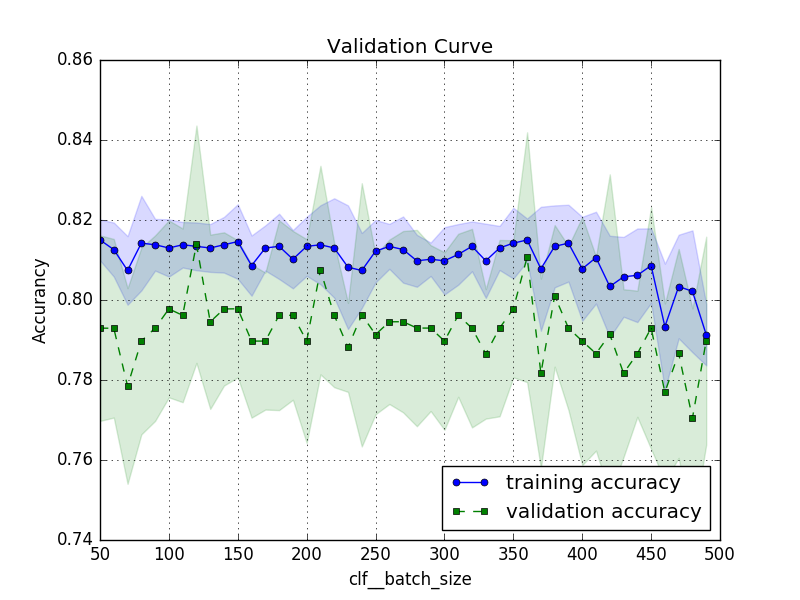 Validation Curve
0.86
0.84
0.82
0.80
0.78
0.76
0.74
Accurancy
training accuracy
validation accuracy
50 100 150 200 250 300 350 400 450 500
clf__batch_size